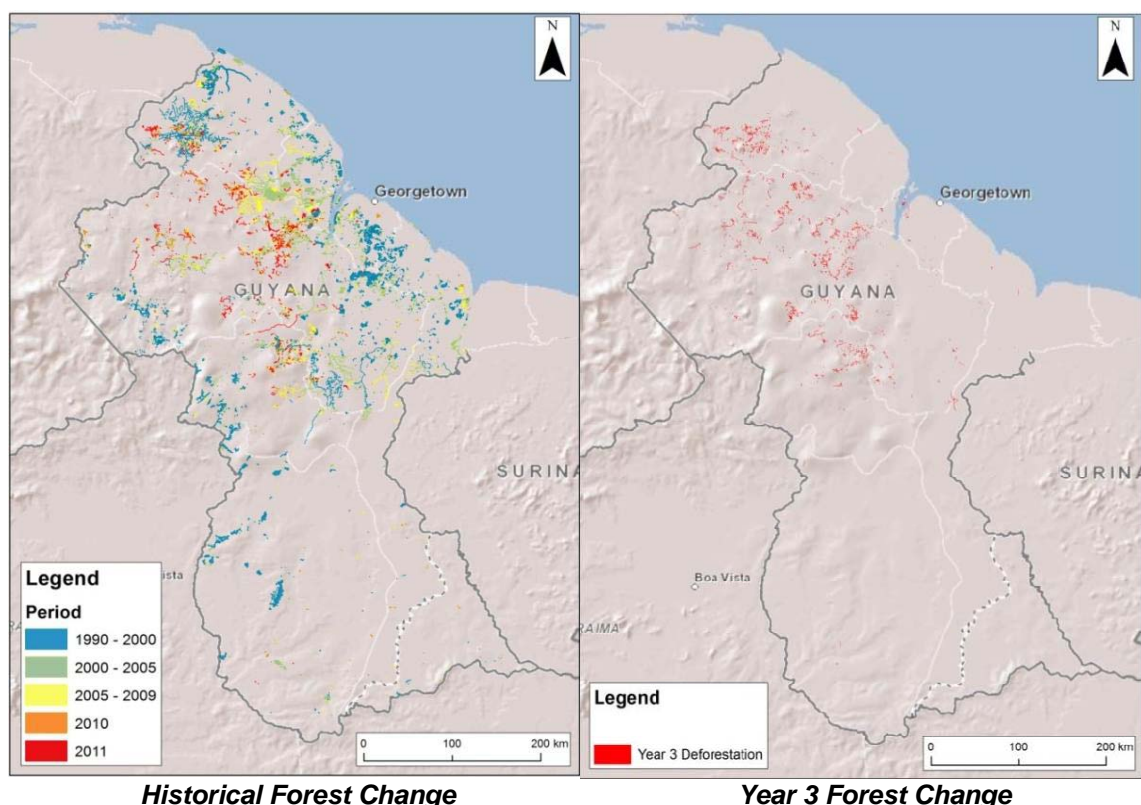 N
Georgetown
GUYANA
SURINA
ista
Legend
Period
1990 - 2000
2000 - 2005
2005 - 2009
2010
2011
0 100 200 km
Historical Forest Change
N
Georgetown
GUYANA
SURINA
Boa Vista
RAIMA
Legend
Year 3 Deforestation
0 100 200 km
Year 3 Forest Change